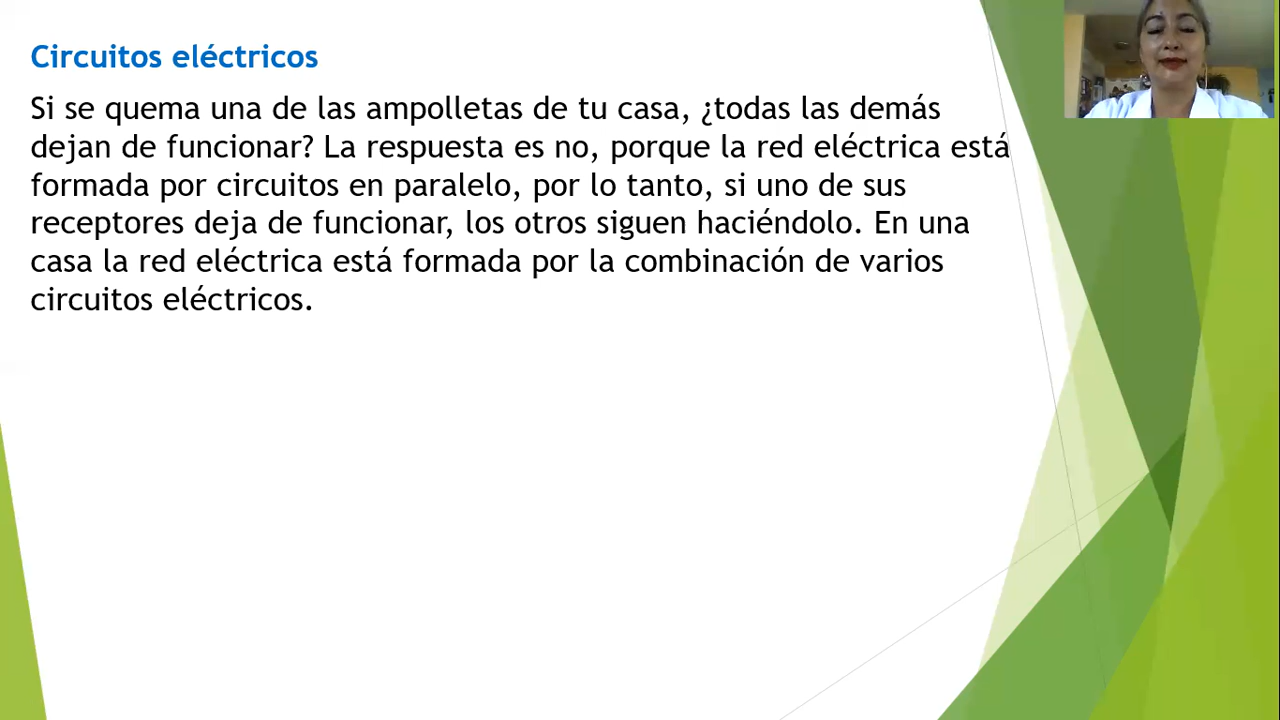 Circuitos eléctricos
Si se quema una de las ampolletas de tu casa, ¿todas las demás
dejan de funcionar? La respuesta es no, porque la red eléctrica está
formada por circuitos en paralelo, por lo tanto, si uno de sus
receptores deja de funcionar, los otros siguen haciéndolo. En una
casa la red eléctrica está formada por la combinación de varios
circuitos eléctricos.